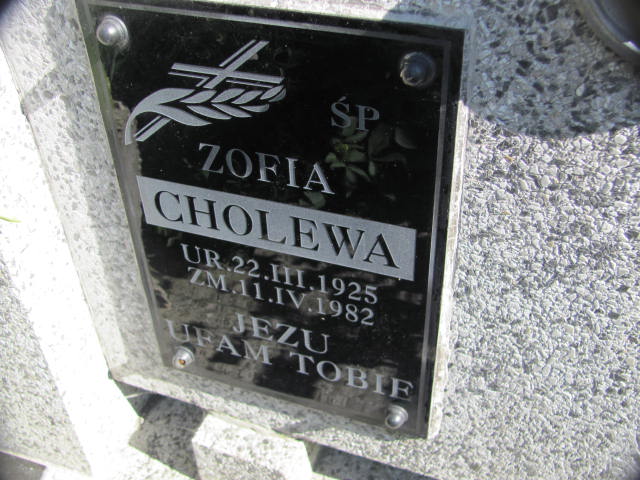 ŚP
ZOFIA
CHOLEWA
UR.22.III.1925
ZM.11.IV.1982
JEZU
UFAM TOBIE